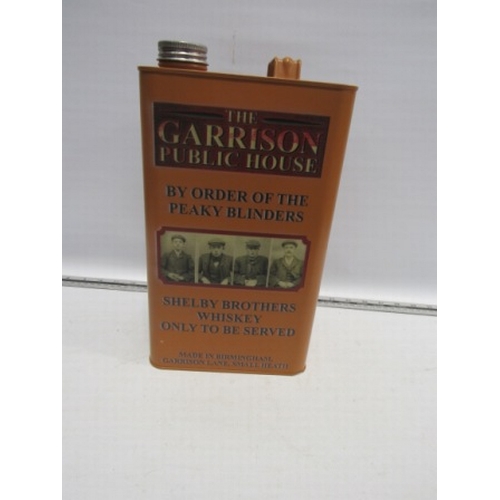 THE
GARRISON
PUBLIC HOUSE
BY ORDER OF THE
PEAKY BLINDERS
SHELBY BROTHERS
WHISKEY
ONLY TO BE SERVED
MADE IN BIRMINGHAM,
GARRISON LANE, SMALL HEATH